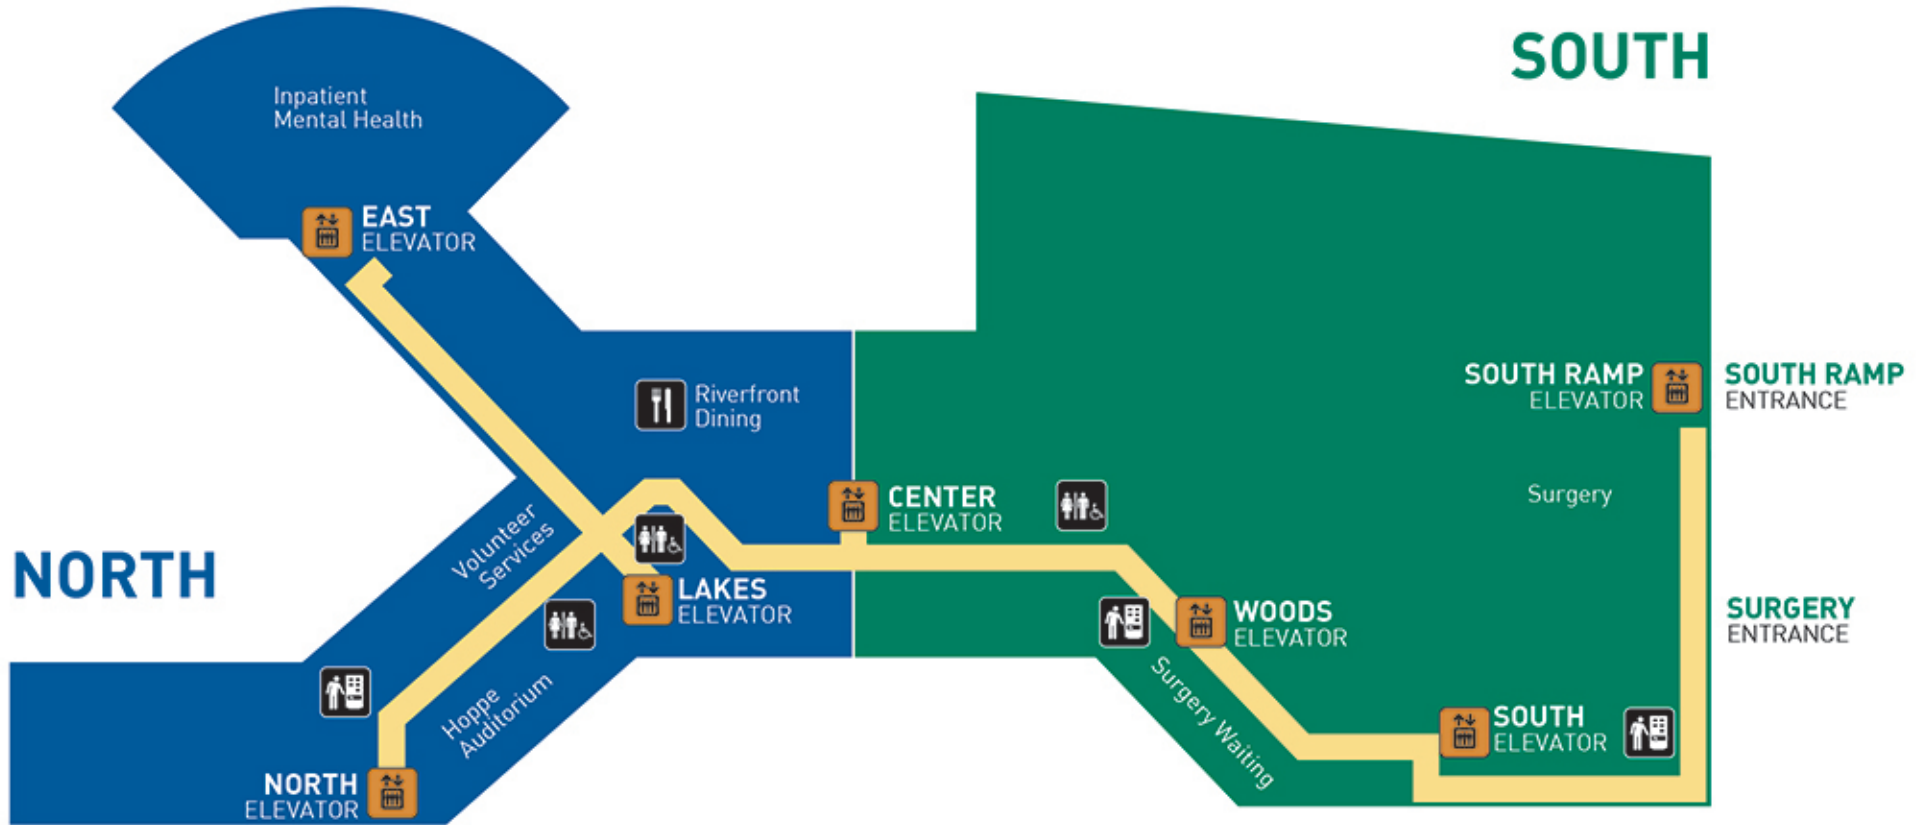 SOUTH
Inpatient
Mental Health
EAST
ELEVATOR
Riverfront
Dining
SOUTH RAMP
ELEVATOR
SOUTH RAMP
ENTRANCE
CENTER
ELEVATOR
Surgery
Volunteer
Services
NORTH
LAKES
ELEVATOR
WOODS
ELEVATOR
SURGERY
ENTRANCE
Hoppe
Auditorium
Surgery Waiting
SOUTH
ELEVATOR
NORTH
ELEVATOR